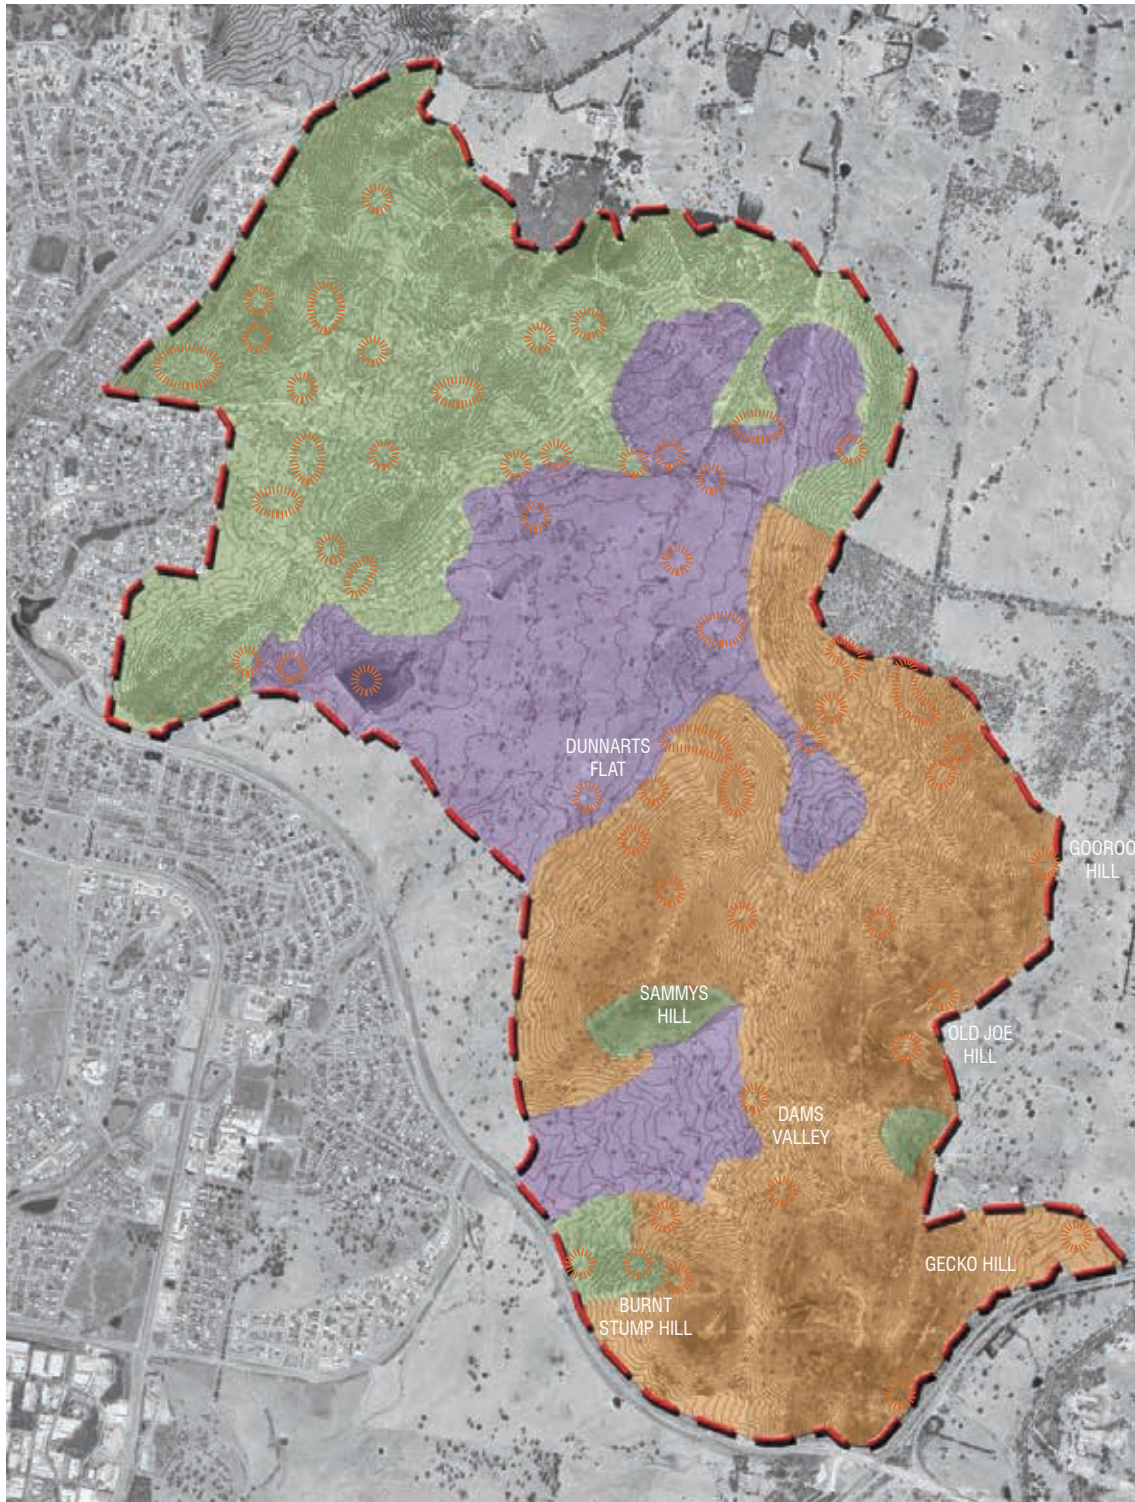 DUNNARTS
FLAT
GOOROO
HILL
SAMMYS
HILL
OLD JOE
HILL
DAMS
VALLEY
GECKO HILL
BURNT
STUMP HILL